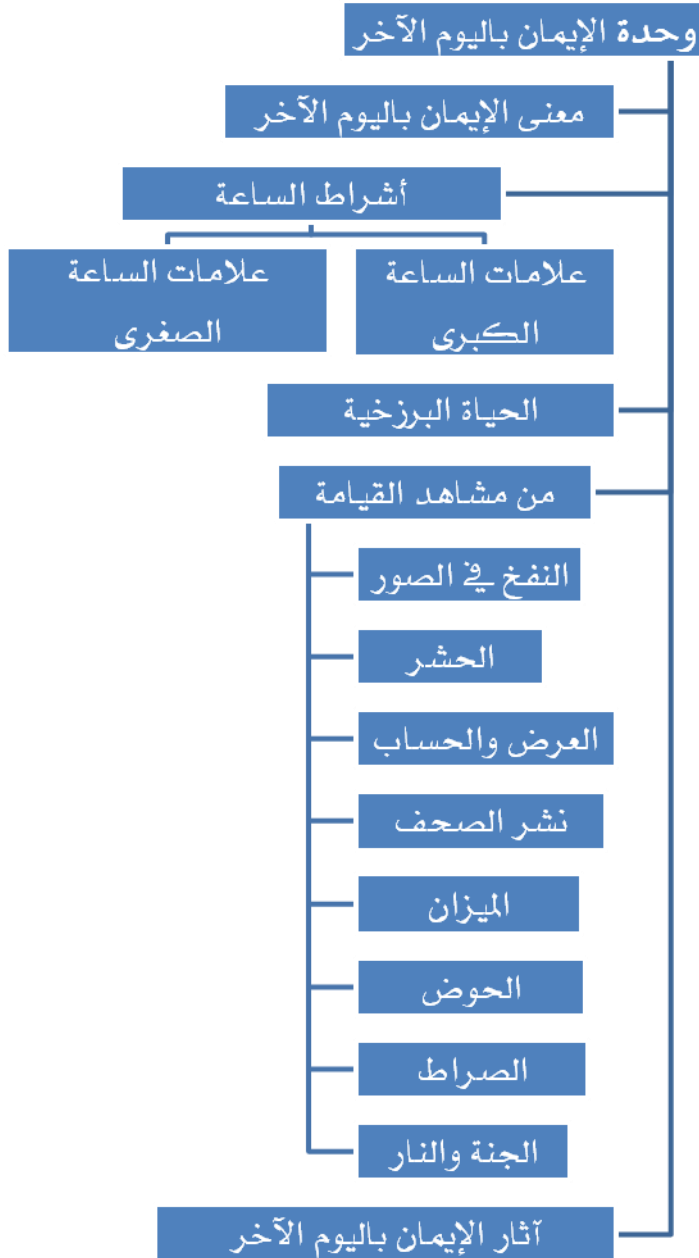 وحدة الإيمان باليوم الآخر
معنى الإيمان باليوم الآخر
أشراط الساعة
علامات الساعة
الكبرى
علامات الساعة
الصغرى
الحياة البرزخية
من مشاهد القيامة
النفخ في الصور
الحشر
العرض والحساب
نشر الصحف
الميزان
الحوض
الصراط
الجنة والنار
آثار الإيمان باليوم الآخر